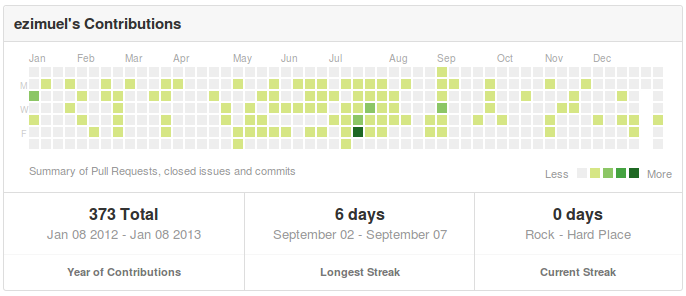 ezimuel's Contributions
Jan Feb Mar Apr May Jun Jul Aug Sep Oct Nov Dec
M
W
F
Summary of Pull Requests, closed issues and commits
Less More
373 Total
Jan 08 2012 - Jan 08 2013
Year of Contributions
6 days
September 02 - September 07
Longest Streak
0 days
Rock - Hard Place
Current Streak